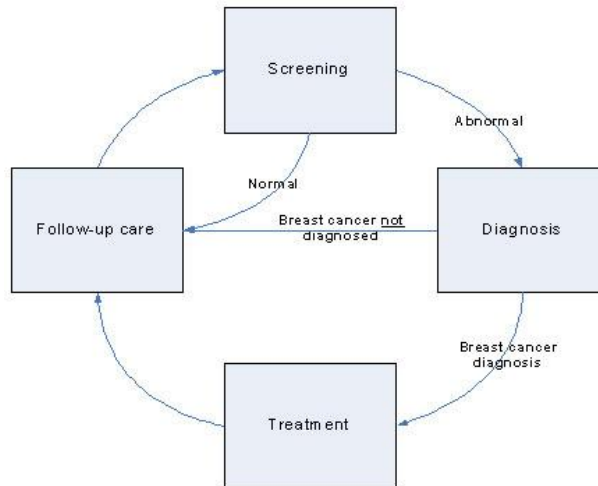 Screening
Abnormal
Normal
Follow-up care
Breast cancer not
diagnosed
Diagnosis
Breast cancer
diagnosis
Treatment